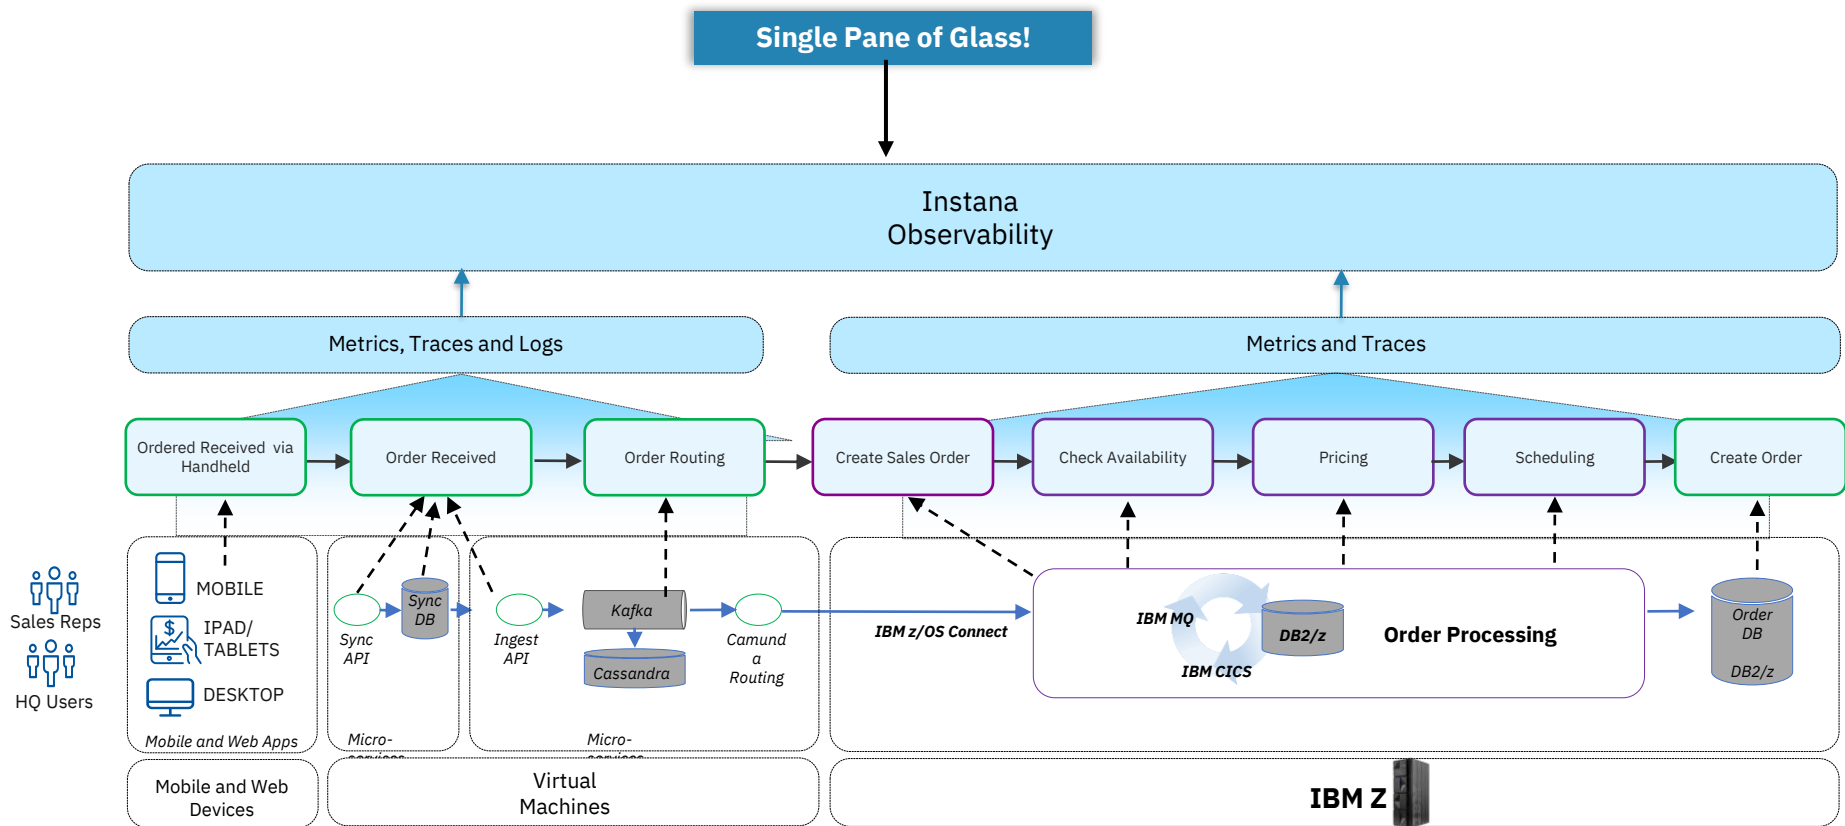 Single Pane of Glass!
Instana
Observability
Metrics, Traces and Logs
Metrics and Traces
Ordered Received via
Handheld
Order Received
Order Routing
Create Sales Order
Check Availability
Pricing
Scheduling
Create Order
Sales Reps
HQ Users
MOBILE
IPAD/
TABLETS
DESKTOP
Mobile and Web Apps
Sync
API
Sync
DB
Micro-
services
Ingest
API
Kafka
Cassandra
Camund
a
Routing
Micro-
services
IBM z/OS Connect
IBM MQ
IBM CICS
DB2/z
Order Processing
Order
DB
DB2/z
Mobile and Web
Devices
Virtual
Machines
IBM Z